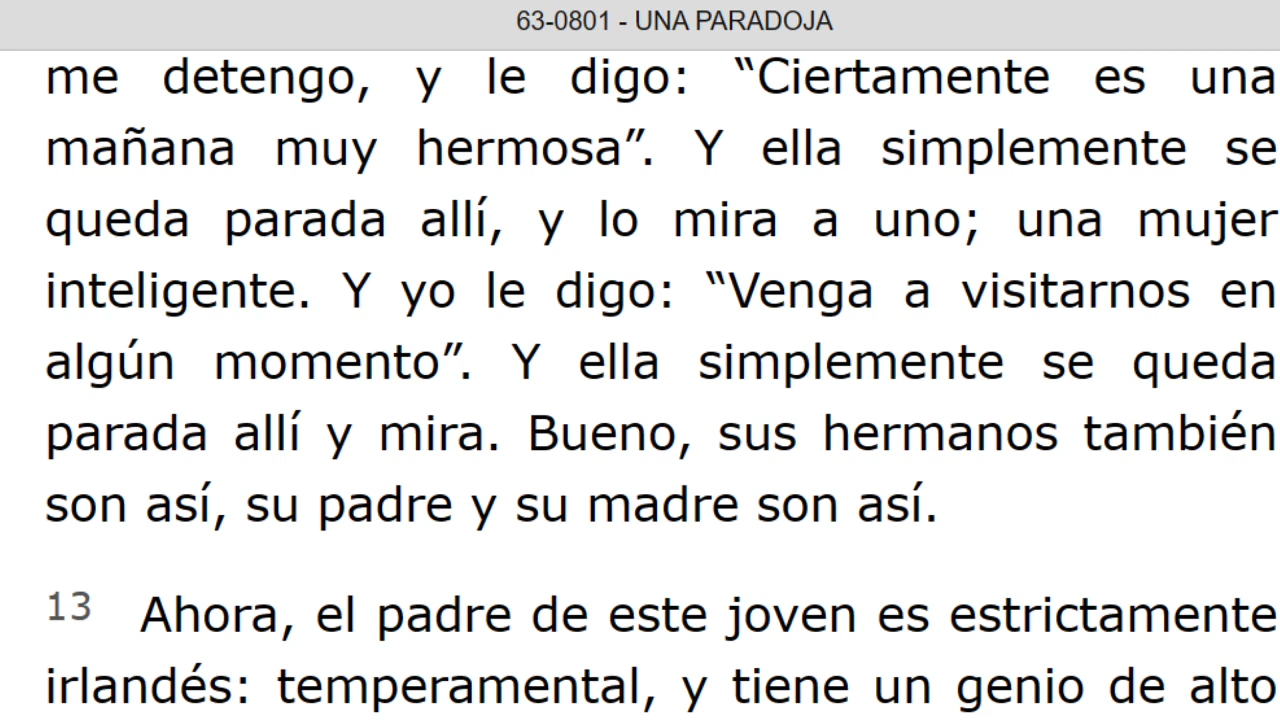 63-0801 - UNA PARADOJA
me detengo, y le digo: “Ciertamente es una
mañana muy hermosa”. Y ella simplemente se
queda parada allí, y lo mira a uno; una mujer
inteligente. Y yo le digo: “Venga a visitarnos en
algún momento”. Y ella simplemente se queda
parada allí y mira. Bueno, sus hermanos también
son así, su padre y su madre son así.
13 Ahora, el padre de este joven es estrictamente
irlandés: temperamental, y tiene un genio de alto